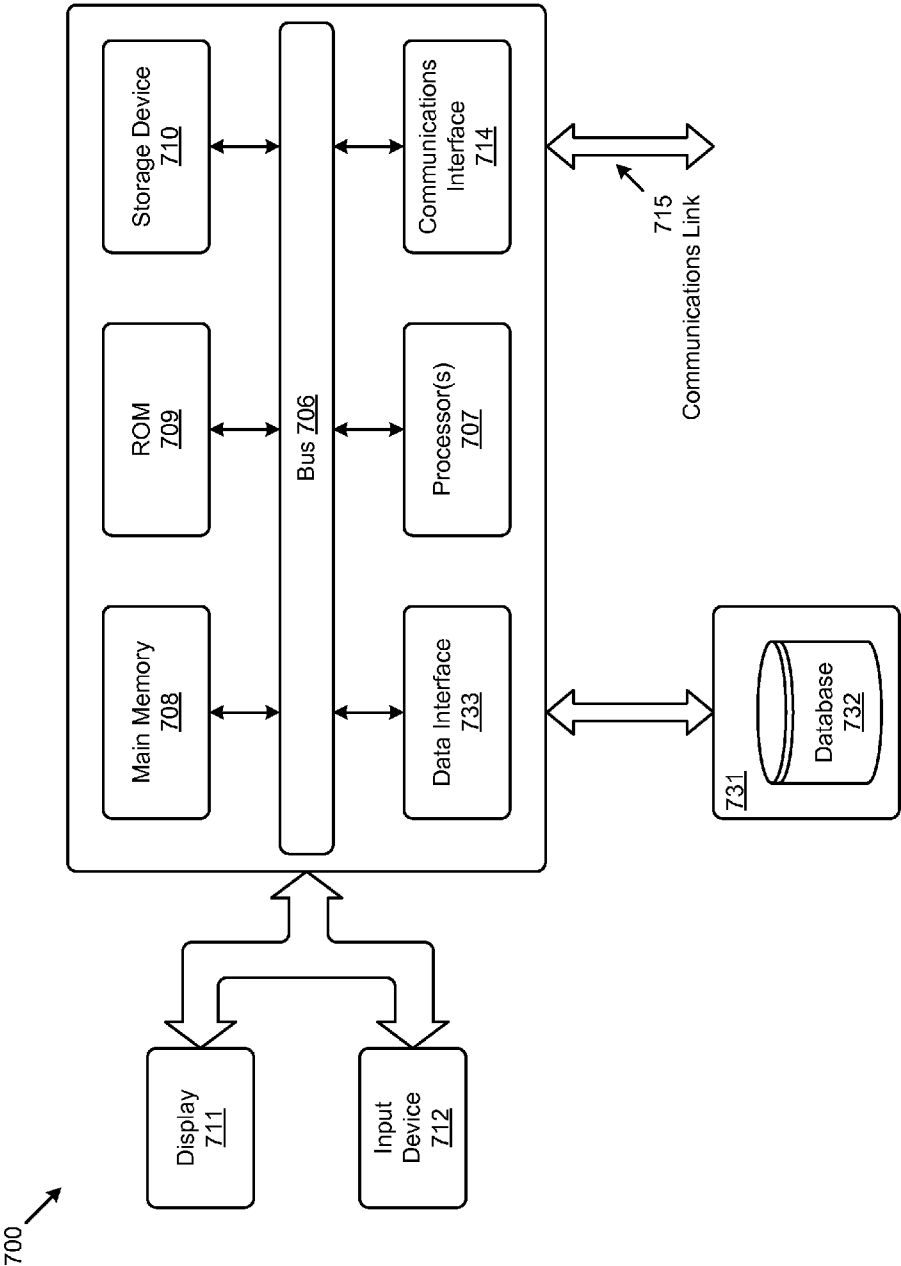 700
Display
711
Input
Device
712
Main Memory
708
ROM
709
Storage Device
710
Bus 706
Data Interface
733
Processor(s)
707
Communications
Interface
714
731
Database
732
715
Communications Link